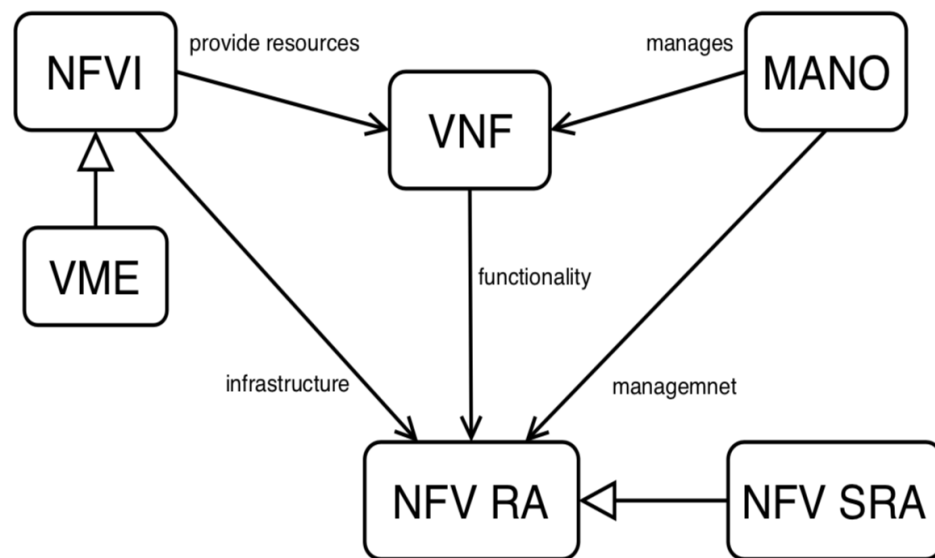 NFVI
provide resources
manages
MANO
VNF
VME
functionality
infrastructure
managemnet
NFV RA
NFV SRA